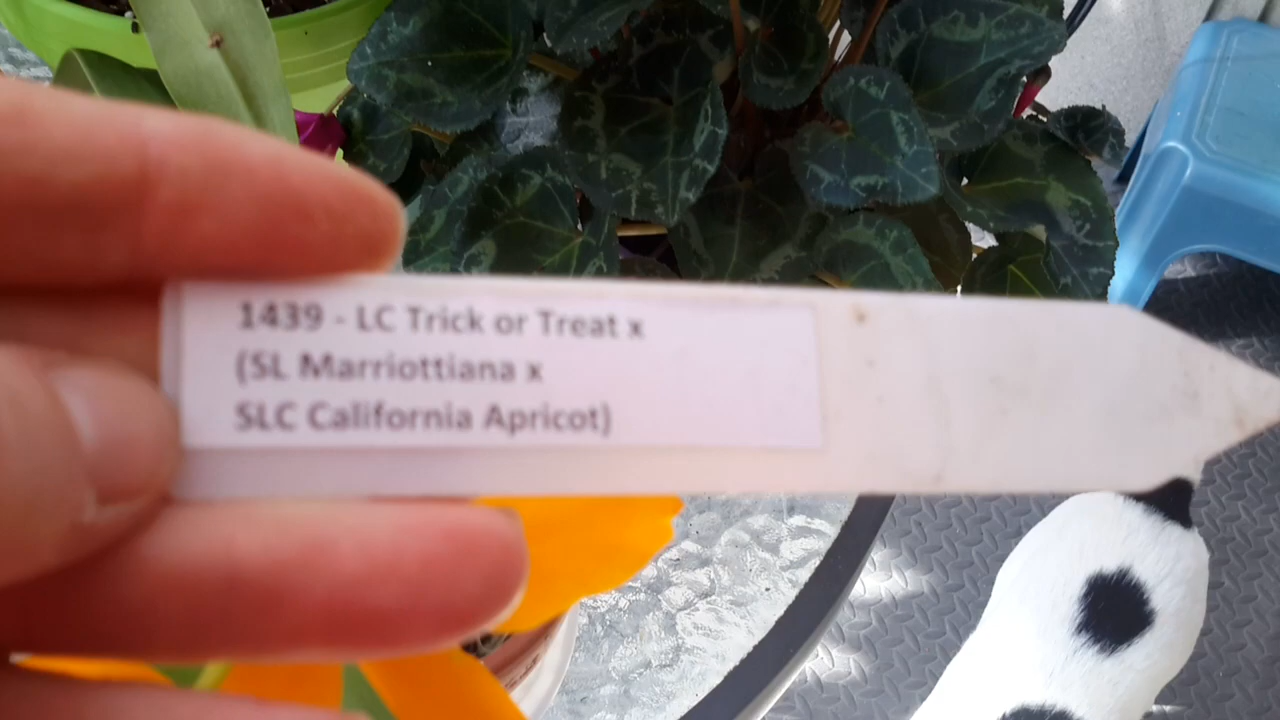 1439 - LC Trick or Treat x
(SL Marriottiana x
SLC California Apricot)